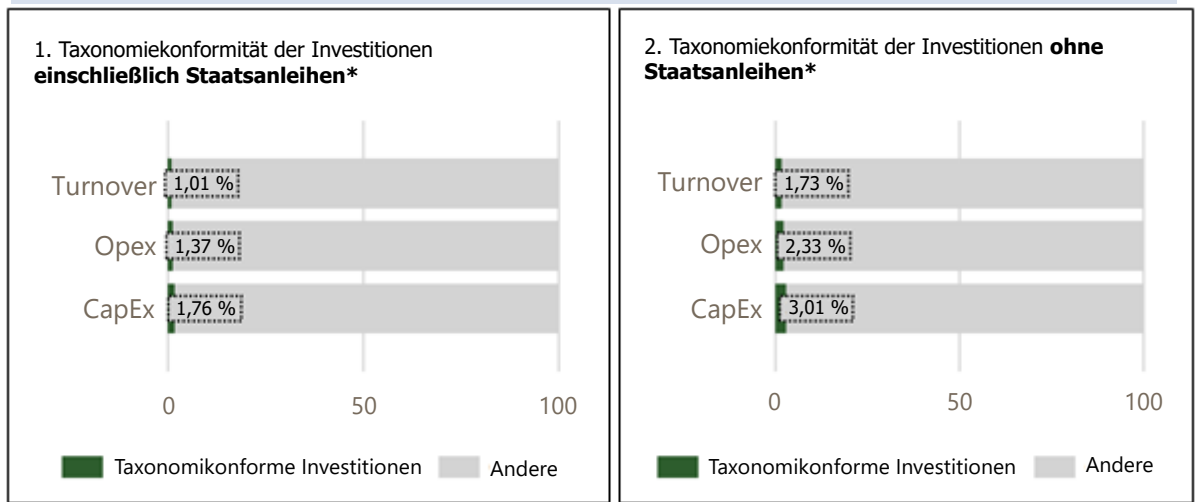 1. Taxonomiekonformität der Investitionen
einschließlich Staatsanleihen*
Turnover 1,01 %
Opex 1,37 %
CapEx 1,76 %
0 50 100
Taxonomikonforme Investitionen Andere
2. Taxonomiekonformität der Investitionen ohne
Staatsanleihen*
Turnover 1,73 %
Opex 2,33 %
CapEx 3,01 %
0 50 100
Taxonomikonforme Investitionen Andere